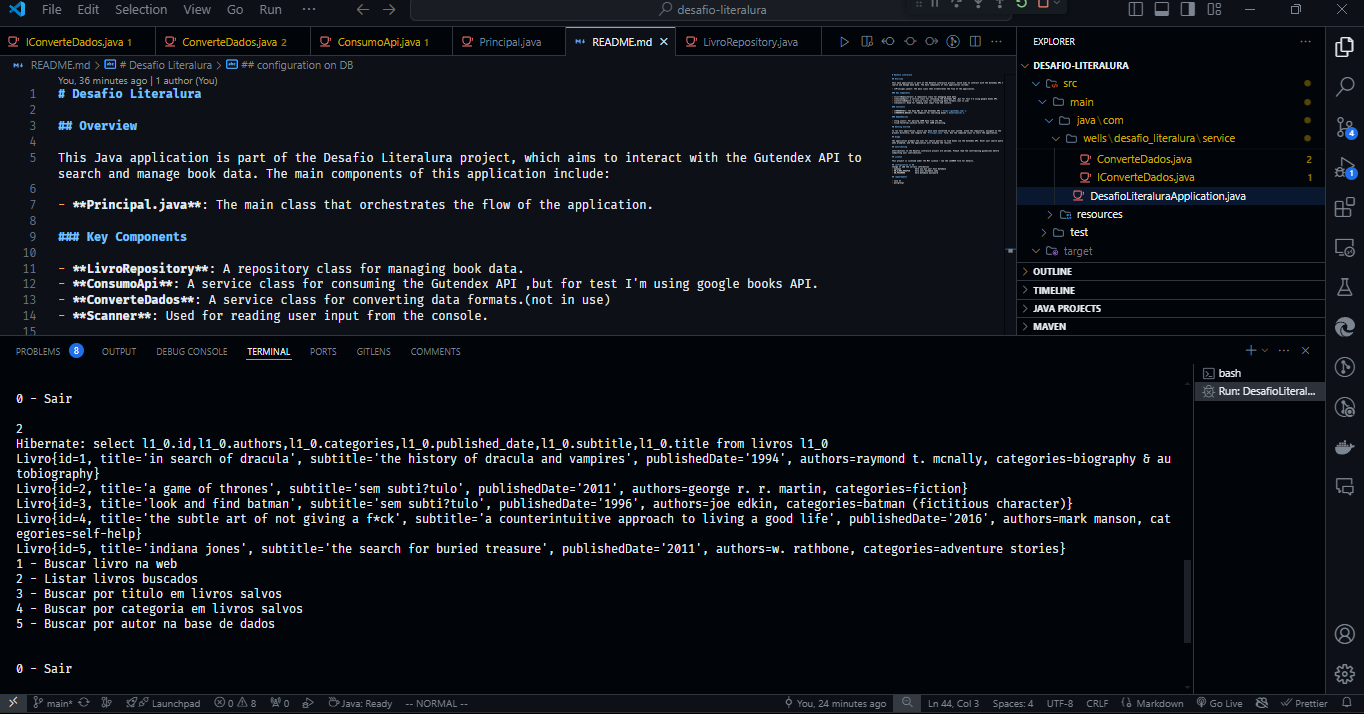 File Edit Selection View Go Run ··· desafio-literalura
IConverteDados.java 1 ConverteDados.java 2 ConsumoApi.java 1 Principal.java README.md LivroRepository.java
README.md > # Desafio Literalura > ## configuration on DB
You, 36 minutes ago | 1 author (You)
1 # Desafio Literalura
2
3 ## Overview
4
5 This Java application is part of the Desafio Literalura project, which aims to interact with the Gutendex API to
search and manage book data. The main components of this application include:
6
7 - **Principal.java**: The main class that orchestrates the flow of the application.
8
9 ### Key Components
10
11 - **LivroRepository**: A repository class for managing book data.
12 - **ConsumoApi**: A service class for consuming the Gutendex API ,but for test I'm using google books API.
13 - **ConverteDados**: A service class for converting data formats.(not in use)
14 - **Scanner**: Used for reading user input from the console.
15
EXPLORER
DESAFIO-LITERALURA
src
main
java \ com
wells \ desafio_literalura \ service
ConverteDados.java 2
IConverteDados.java 1
DesafioLiteraluraApplication.java
resources
test
target
OUTLINE
TIMELINE
JAVA PROJECTS
MAVEN
4
1
PROBLEMS 8 OUTPUT DEBUG CONSOLE TERMINAL PORTS GITLENS COMMENTS
0 - Sair
2
Hibernate: select l1_0.id,l1_0.authors,l1_0.categories,l1_0.published_date,l1_0.subtitle,l1_0.title from livros l1_0
Livro{id=1, title='in search of dracula', subtitle='the history of dracula and vampires', publishedDate='1994', authors=raymond t. mcnally, categories=biography & au
tobiography}
Livro{id=2, title='a game of thrones', subtitle='sem subti?tulo', publishedDate='2011', authors=george r. r. martin, categories=fiction}
Livro{id=3, title='look and find batman', subtitle='sem subti?tulo', publishedDate='1996', authors=joe edkin, categories=batman (fictitious character)}
Livro{id=4, title='the subtle art of not giving a f*ck', subtitle='a counterintuitive approach to living a good life', publishedDate='2016', authors=mark manson, cat
egories=self-help}
Livro{id=5, title='indiana jones', subtitle='the search for buried treasure', publishedDate='2011', authors=w. rathbone, categories=adventure stories}
1 - Buscar livro na web
2 - Listar livros buscados
3 - Buscar por titulo em livros salvos
4 - Buscar por categoria em livros salvos
5 - Buscar por autor na base de dados
0 - Sair
bash
Run: DesafioLiteral...
main* Launchpad 0 8 0 Java: Ready -- NORMAL -- You, 24 minutes ago Ln 44, Col 3 Spaces: 4 UTF-8 CRLF Markdown Go Live Prettier